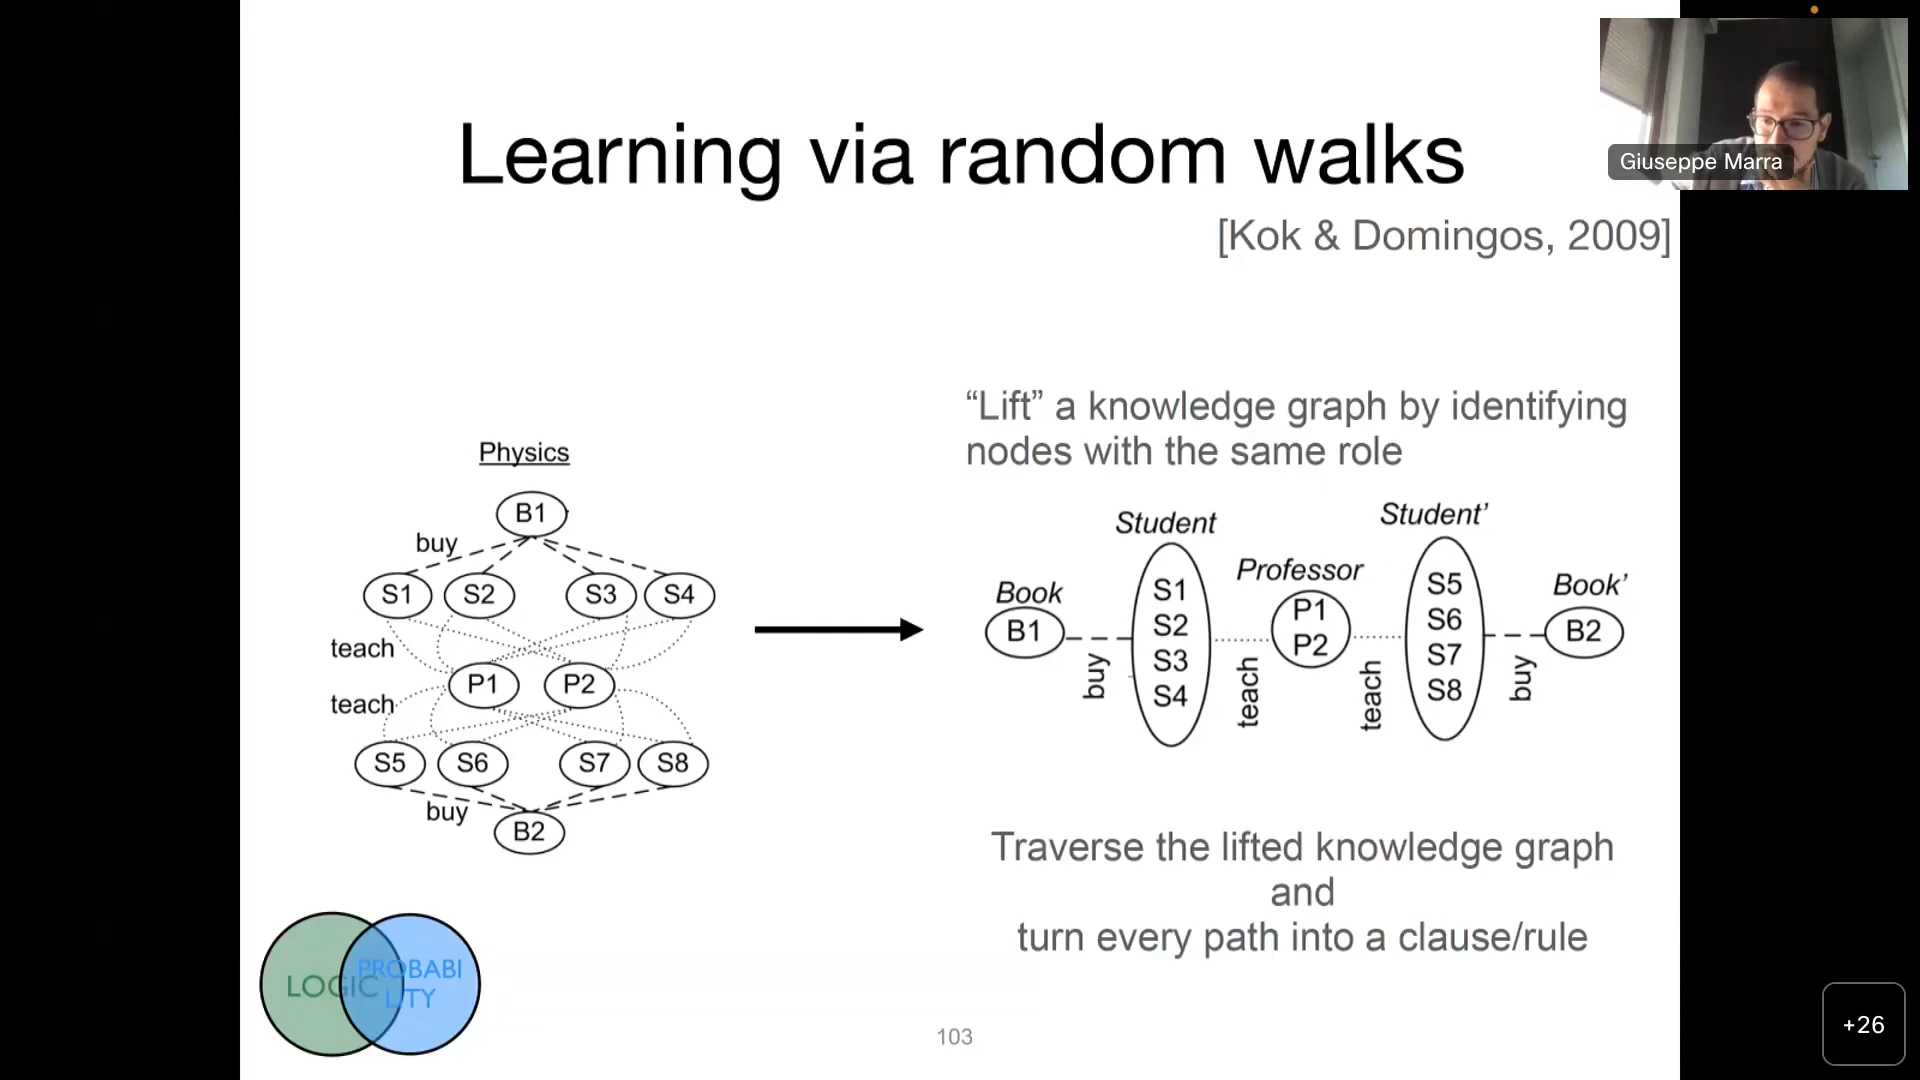 Learning via random walks
[Kok & Domingos, 2009]
Giuseppe Marra
Physics
B1
buy
S1 S2 S3 S4
teach
P1 P2
teach
S5 S6 S7 S8
buy
B2
“Lift” a knowledge graph by identifying
nodes with the same role
Student
Student’
Professor
Book
Book’
B1
buy
S1
S2
S3
S4
teach
P1
P2
teach
S5
S6
S7
S8
buy
B2
Traverse the lifted knowledge graph
and
turn every path into a clause/rule
LOGIC
PROBABI
LITY
103
+26